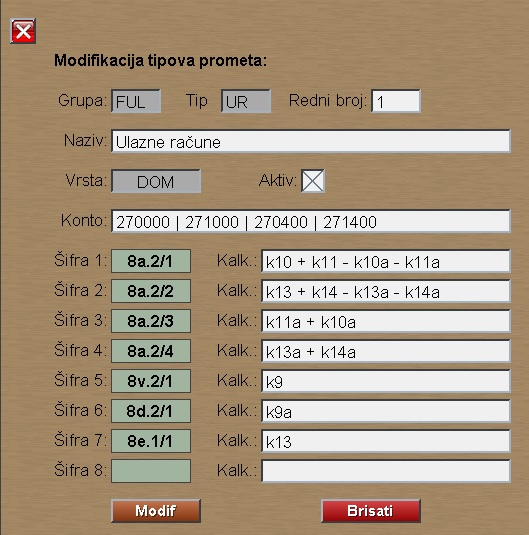 Modifikacija tipova prometa:
Grupa: FUL Tip UR Redni broj: 1
Naziv: Ulazne račune
Vrsta: DOM Aktiv:
Konto: 270000 | 271000 | 270400 | 271400
Šifra 1: 8a.2/1 Kalk.: k10 + k11 - k10a - k11a
Šifra 2: 8a.2/2 Kalk.: k13 + k14 - k13a - k14a
Šifra 3: 8a.2/3 Kalk.: k11a + k10a
Šifra 4: 8a.2/4 Kalk.: k13a + k14a
Šifra 5: 8v.2/1 Kalk.: k9
Šifra 6: 8d.2/1 Kalk.: k9a
Šifra 7: 8e.1/1 Kalk.: k13
Šifra 8: Kalk.:
Modif Brisati